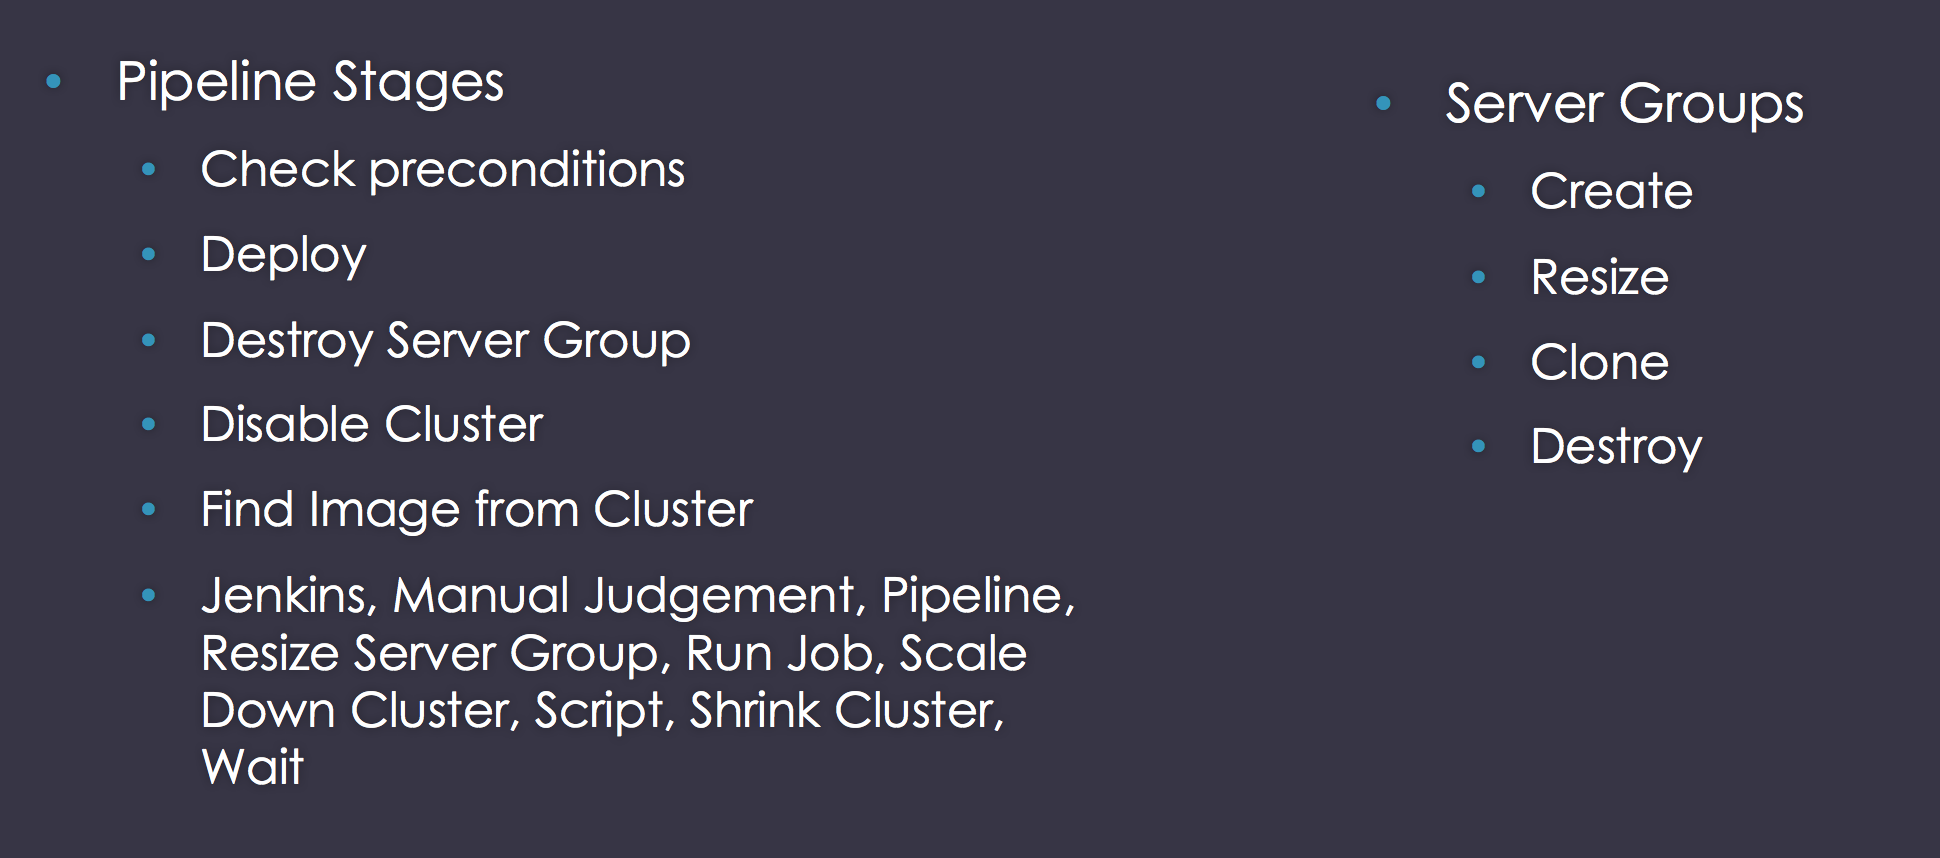 Pipeline Stages
Check preconditions
Deploy
Destroy Server Group
Disable Cluster
Find Image from Cluster
Jenkins, Manual Judgement, Pipeline,
Resize Server Group, Run Job, Scale
Down Cluster, Script, Shrink Cluster,
Wait
Server Groups
Create
Resize
Clone
Destroy